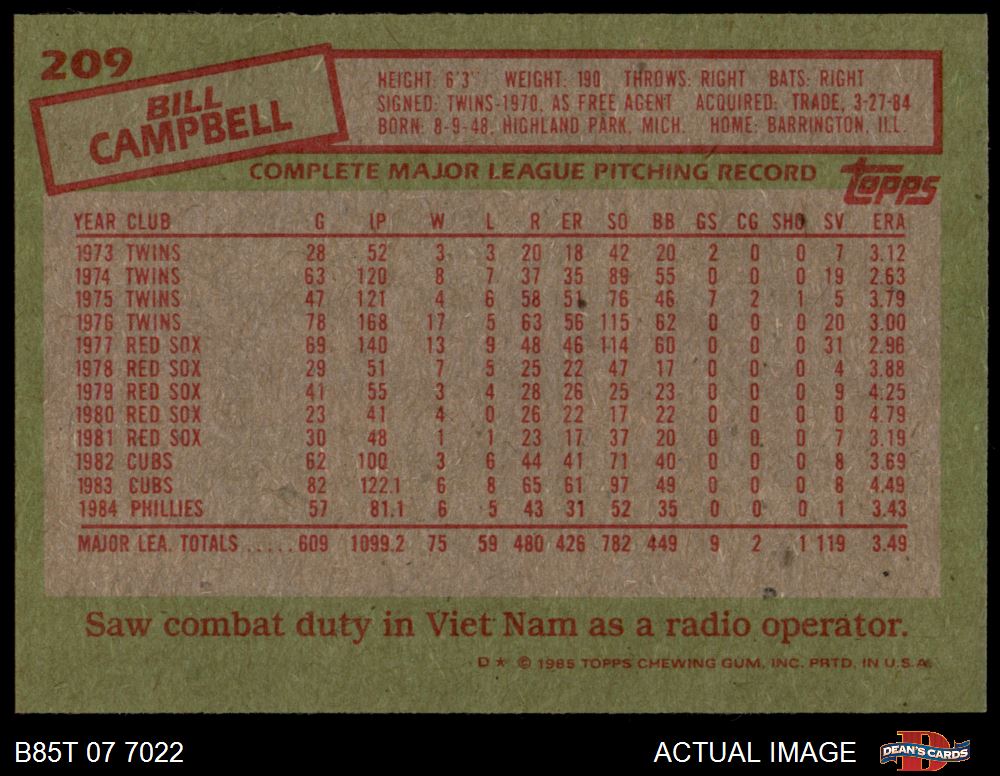 209
BILL
CAMPBELL
HEIGHT: 6'3" WEIGHT: 190 THROWS: RIGHT BATS: RIGHT
SIGNED: TWINS-1970, AS FREE AGENT ACQUIRED: TRADE, 3-27-84
BORN: 8-9-48, HIGHLAND PARK, MICH. HOME: BARRINGTON, ILL.
COMPLETE MAJOR LEAGUE PITCHING RECORD
topps
YEAR CLUB G IP W L R ER SO BB GS CG SHO SV ERA
1973 TWINS 28 52 3 3 20 18 42 20 2 0 0 7 3.12
1974 TWINS 63 120 8 7 37 35 89 55 0 0 0 19 2.63
1975 TWINS 47 121 4 6 58 51 76 46 7 2 1 5 3.79
1976 TWINS 78 168 17 5 63 56 115 62 0 0 0 20 3.00
1977 RED SOX 69 140 13 9 48 46 114 60 0 0 0 31 2.96
1978 RED SOX 29 51 7 5 25 22 47 17 0 0 0 4 3.88
1979 RED SOX 41 55 3 4 28 26 25 23 0 0 0 9 4.25
1980 RED SOX 23 41 4 0 26 22 17 22 0 0 0 0 4.79
1981 RED SOX 30 48 1 1 23 17 37 20 0 0 0 7 3.19
1982 CUBS 62 100 3 6 44 41 71 40 0 0 0 8 3.69
1983 CUBS 82 122.1 6 8 65 61 97 49 0 0 0 8 4.49
1984 PHILLIES 57 81.1 6 5 43 31 52 35 0 0 0 1 3.43
MAJOR LEA. TOTALS ..... 609 1099.2 75 59 480 426 782 449 9 2 1 119 3.49
Saw combat duty in Viet Nam as a radio operator.
D* © 1985 TOPPS CHEWING GUM, INC. PRTD. IN U.S.A.
B85T 07 7022
ACTUAL IMAGE
D
DEAN'S CARDS